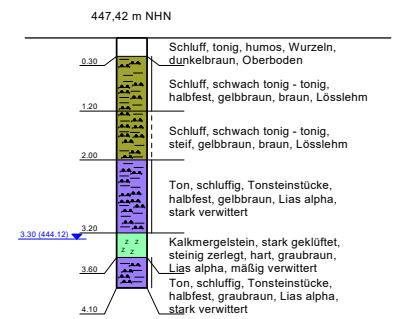 447,42 m NHN
Schluff, tonig, humos, Wurzeln,
dunkelbraun, Oberboden
0.30
Schluff, schwach tonig - tonig,
halbfest, gelbbraun, braun, Lösslehm
1.20
Schluff, schwach tonig - tonig,
steif, gelbbraun, braun, Lösslehm
2.00
Ton, schluffig, Tonsteinstücke,
halbfest, gelbbraun, Lias alpha,
stark verwittert
3.20
3.30 (444.12)
Kalkmergelstein, stark geklüftet,
steinig zerlegt, hart, graubraun,
Lias alpha, mäßig verwittert
z z
z z
3.60
Ton, schluffig, Tonsteinstücke,
halbfest, graubraun, Lias alpha,
stark verwittert
4.10